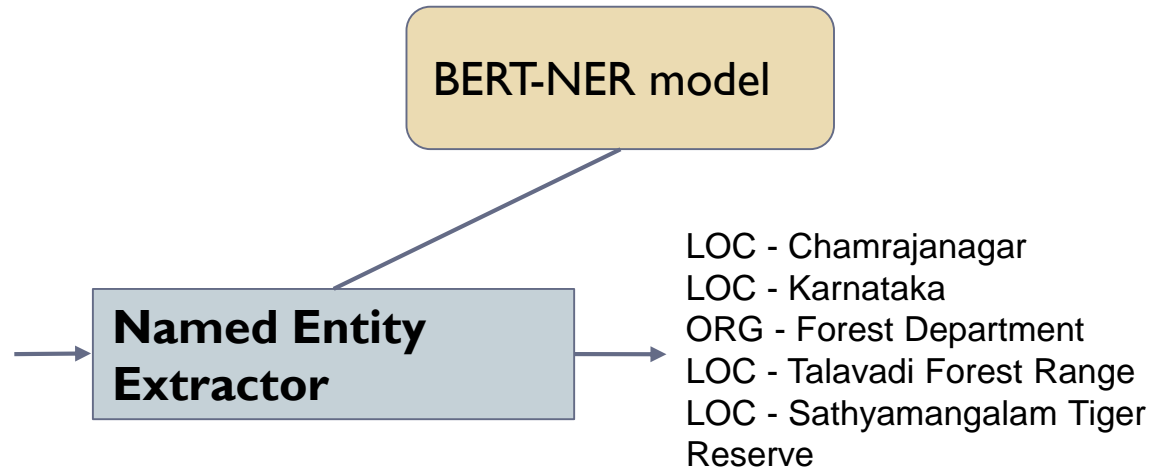 BERT-NER model
Named Entity
Extractor
LOC - Chamrajanagar
LOC - Karnataka
ORG - Forest Department
LOC - Talavadi Forest Range
LOC - Sathyamangalam Tiger
Reserve